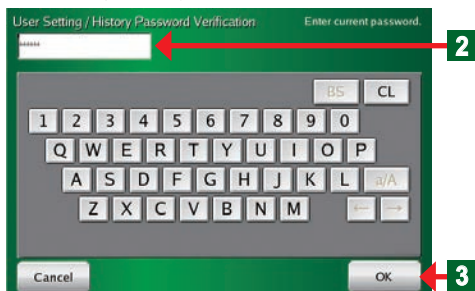 User Setting / History Password Verification Enter current password.
****** 2
BS CL
1 2 3 4 5 6 7 8 9 0
Q W E R T Y U I O P
A S D F G H J K L a/A
Z X C V B N M ← →
Cancel OK 3